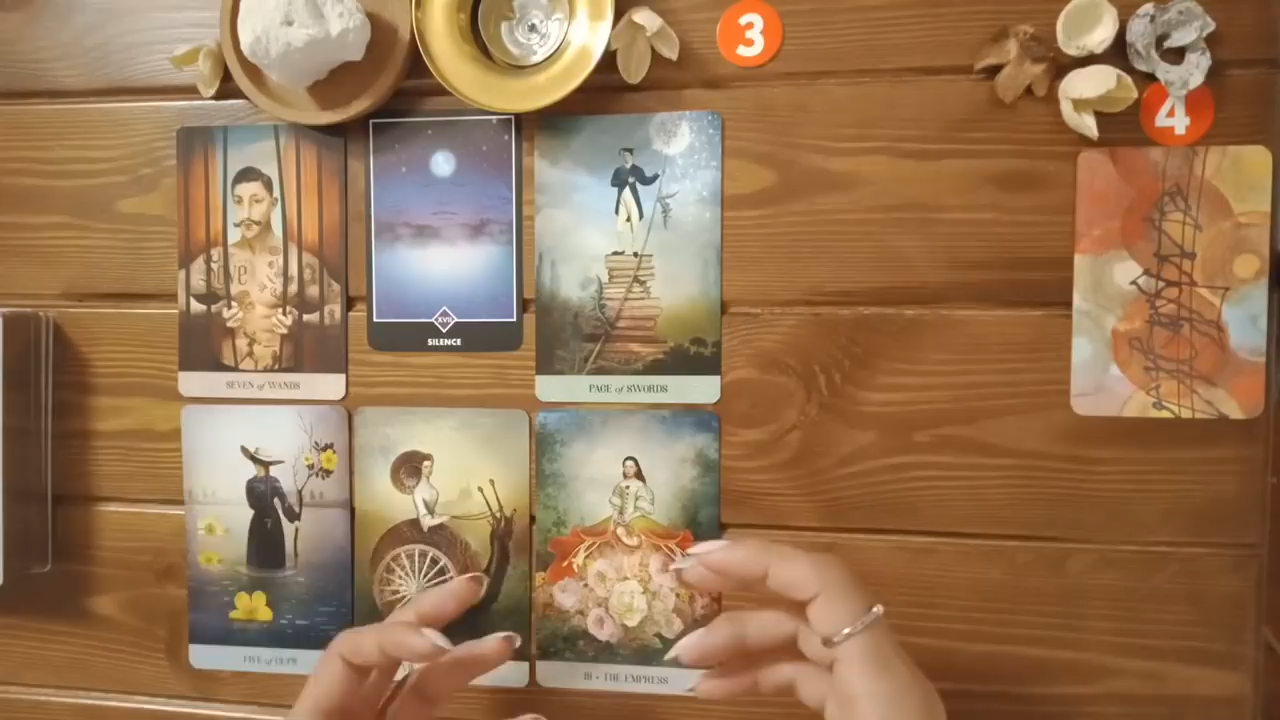 3
4
Love
SEVEN of WANDS
XVII
SILENCE
PAGE of SWORDS
FIVE of CUPS
III • THE EMPRESS